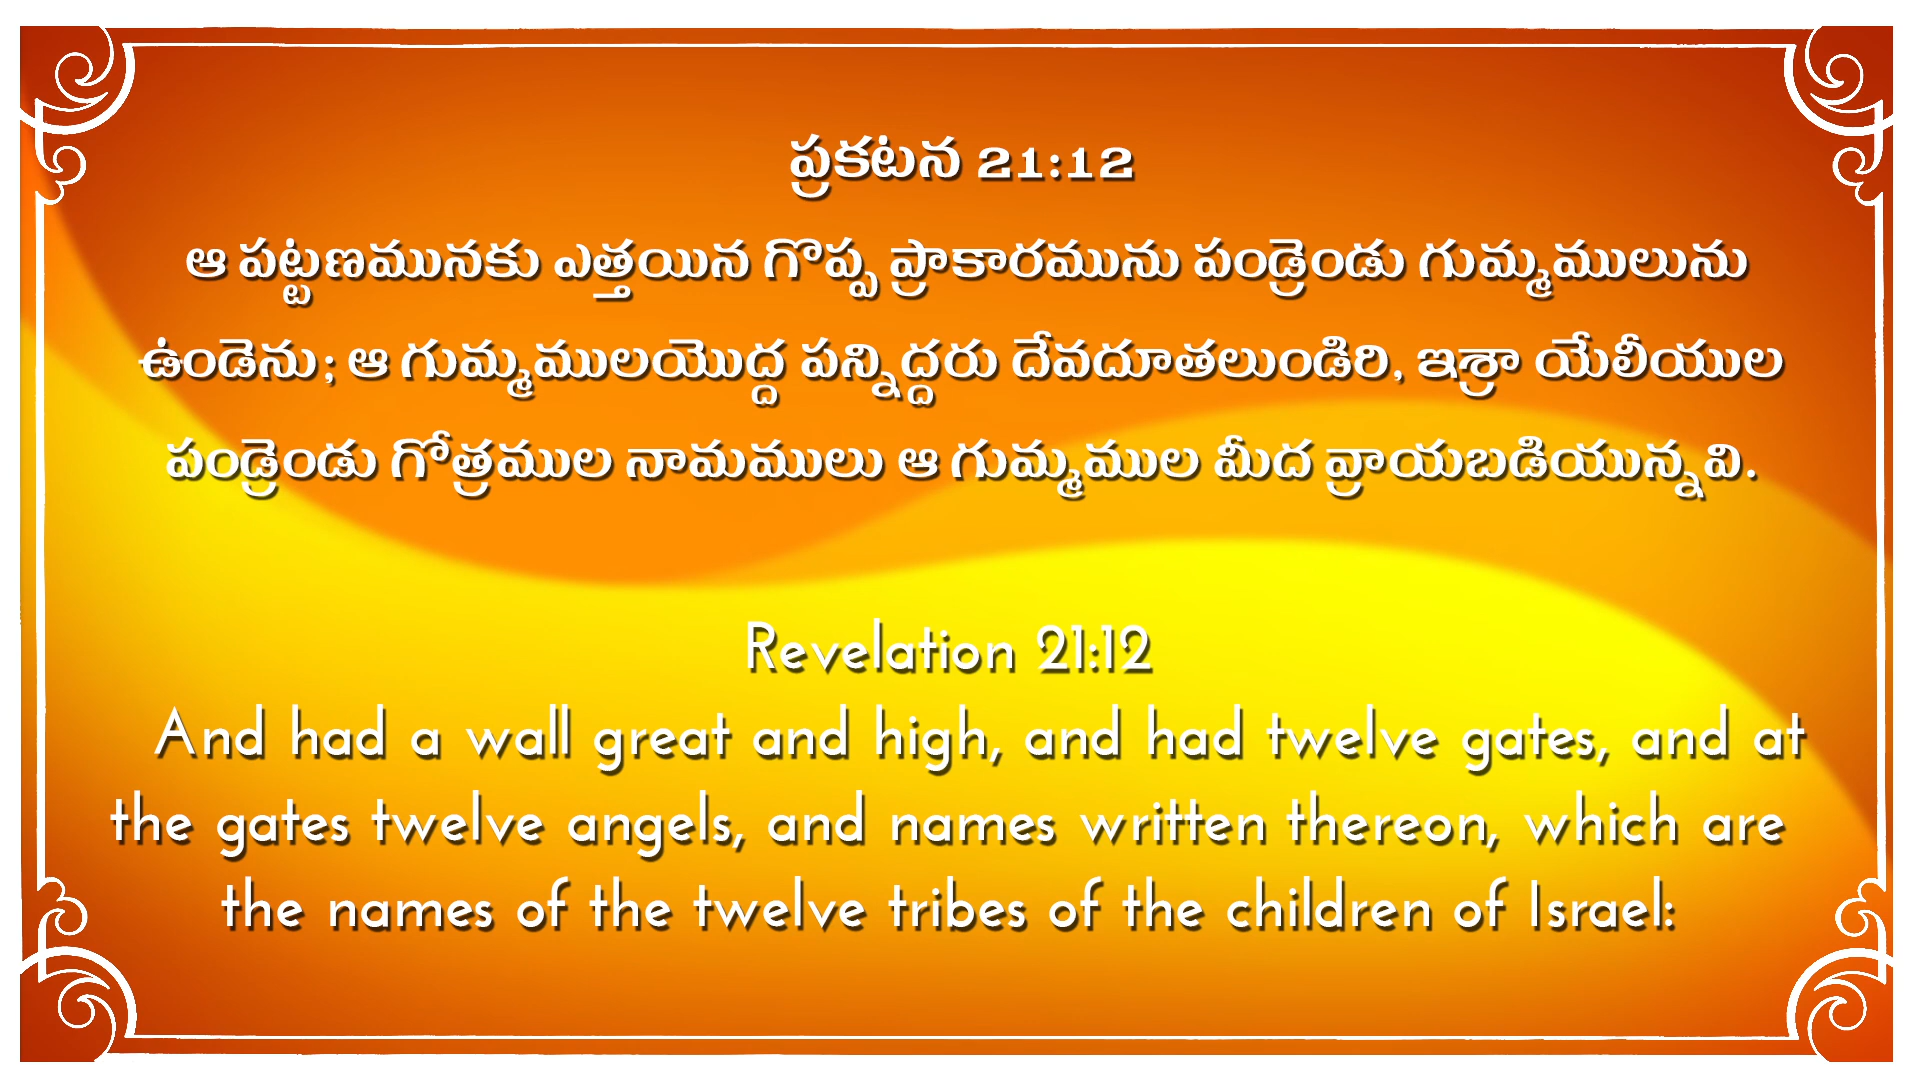 ప్రకటన 21:12
ఆ పట్టణమునకు ఎత్తయిన గొప్ప ప్రాకారమును పండ్రెండు గుమ్మములును
ఉండెను; ఆ గుమ్మములయొద్ద పన్నిద్దరు దేవదూతలుండిరి, ఇశ్రా యేలీయుల
పండ్రెండు గోత్రముల నామములు ఆ గుమ్మముల మీద వ్రాయబడియున్నవి.
Revelation 21:12
And had a wall great and high, and had twelve gates, and at
the gates twelve angels, and names written thereon, which are
the names of the twelve tribes of the children of Israel: